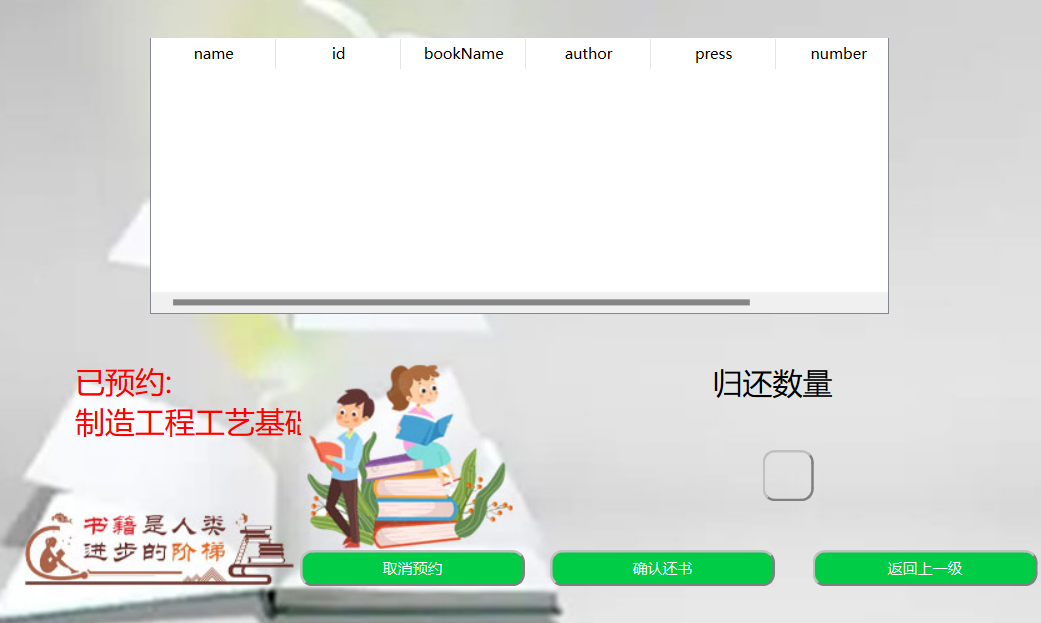 name id bookName author press number
已预约:
制造工程工艺基础
归还数量
书籍是人类
进步的阶梯
取消预约 确认还书 返回上一级